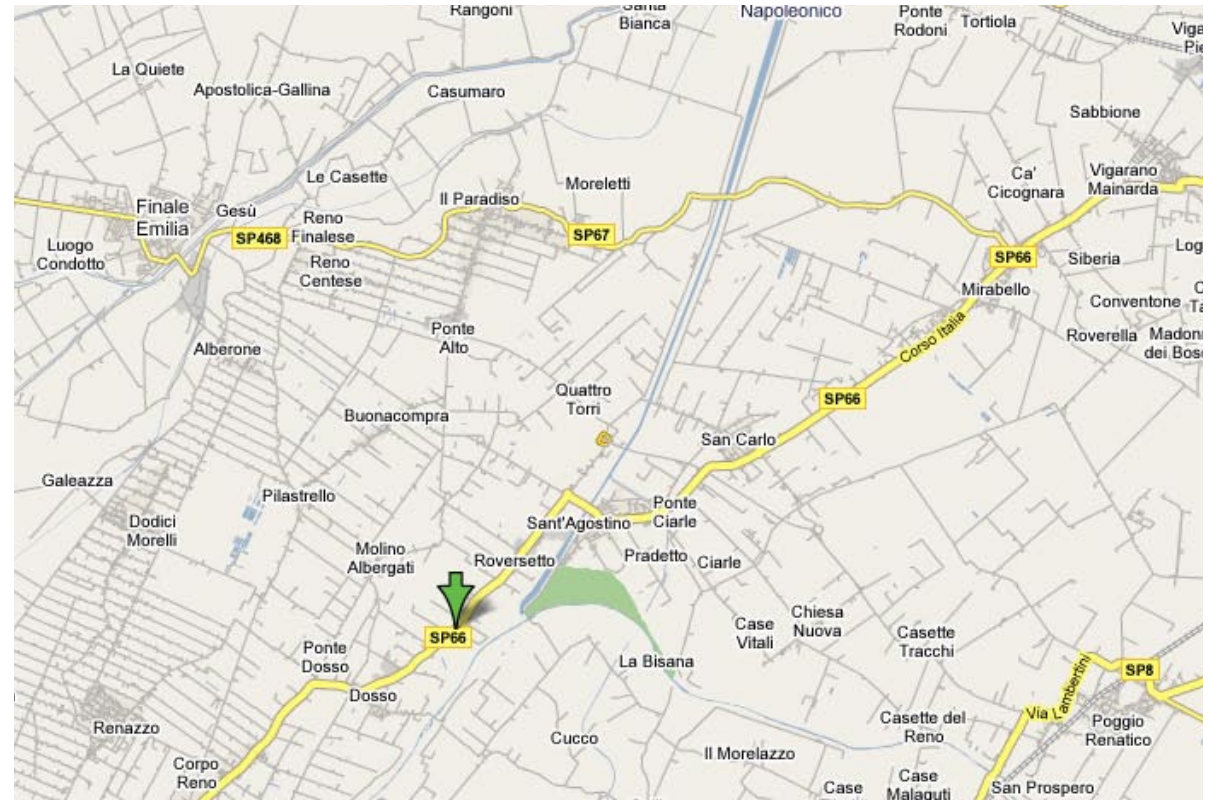 Rangoni
Santa
Bianca
Napoleonico
Ponte
Rodoni
Tortiola
La Quiete
Apostolica-Gallina
Casumaro
Sabbione
Le Casette
Il Paradiso
Moreletti
Ca'
Cicognara
Vigarano
Mainarda
Finale
Emilia
Gesù
Reno
Finalese
SP468
SP67
SP66
Luogo
Condotto
Reno
Centese
Siberia
Log
Mirabello
Conventone
Ponte
Alto
Alberone
Corso Italia
Roverella
Madon
dei Bos
Quattro
Torri
SP66
Buonacompra
San Carlo
Galeazza
Pilastrello
Ponte
Ciarle
Sant'Agostino
Dodici
Morelli
Molino
Albergati
Roversetto
Pradetto
Ciarle
SP66
Case
Vitali
Chiesa
Nuova
Casette
Tracchi
Ponte
Dosso
La Bisana
Via Lambertini
SP8
Dosso
Renazzo
Casette del
Reno
Poggio
Renatico
Cucco
Il Morelazzo
Corpo
Reno
Case
Case
Malaguti
San Prospero